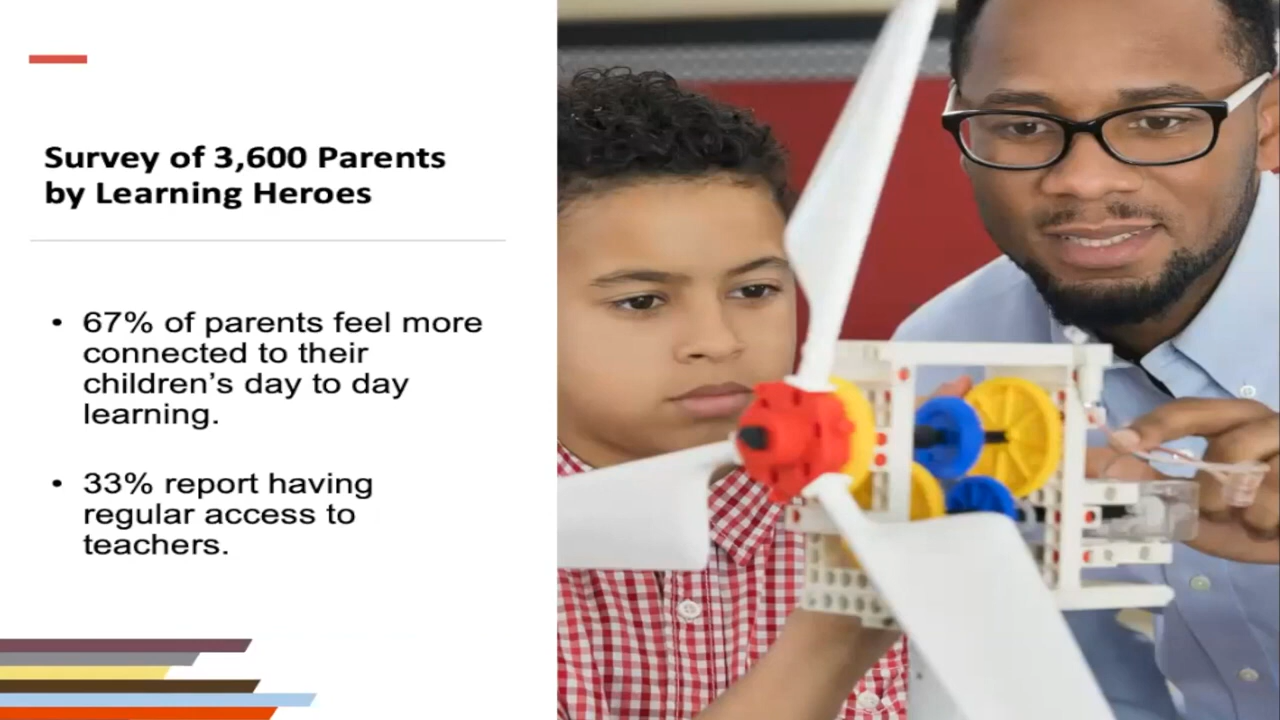 Survey of 3,600 Parents
by Learning Heroes
• 67% of parents feel more
connected to their
children’s day to day
learning.
• 33% report having
regular access to
teachers.